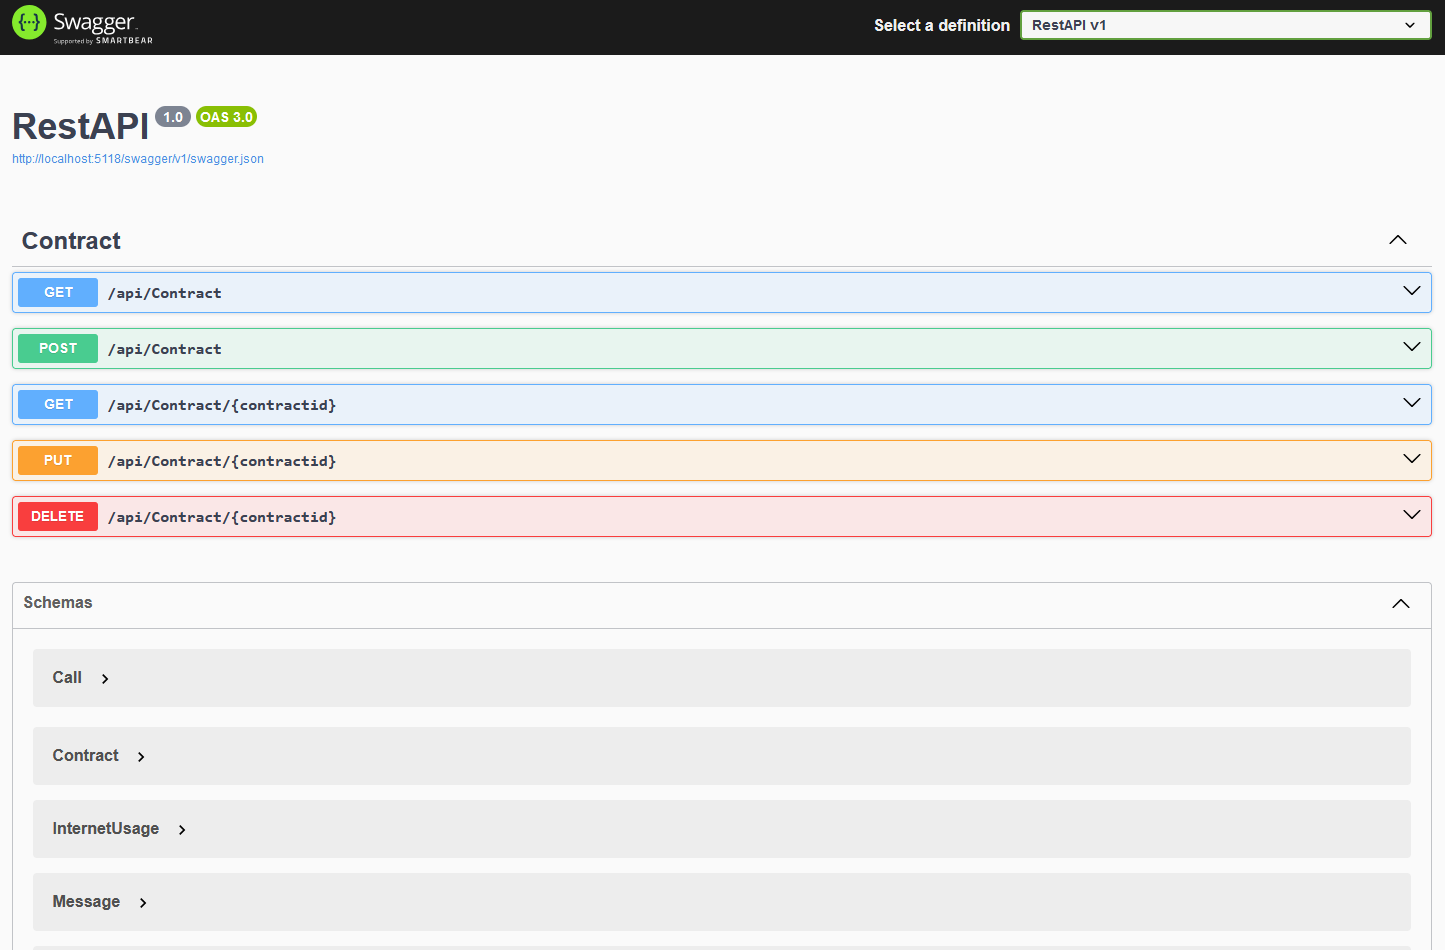 Swagger
Supported by SMARTBEAR
Select a definition
RestAPI v1
RestAPI 1.0 OAS 3.0
http://localhost:5118/swagger/v1/swagger.json
Contract
GET /api/Contract
POST /api/Contract
GET /api/Contract/{contractid}
PUT /api/Contract/{contractid}
DELETE /api/Contract/{contractid}
Schemas
Call
Contract
InternetUsage
Message